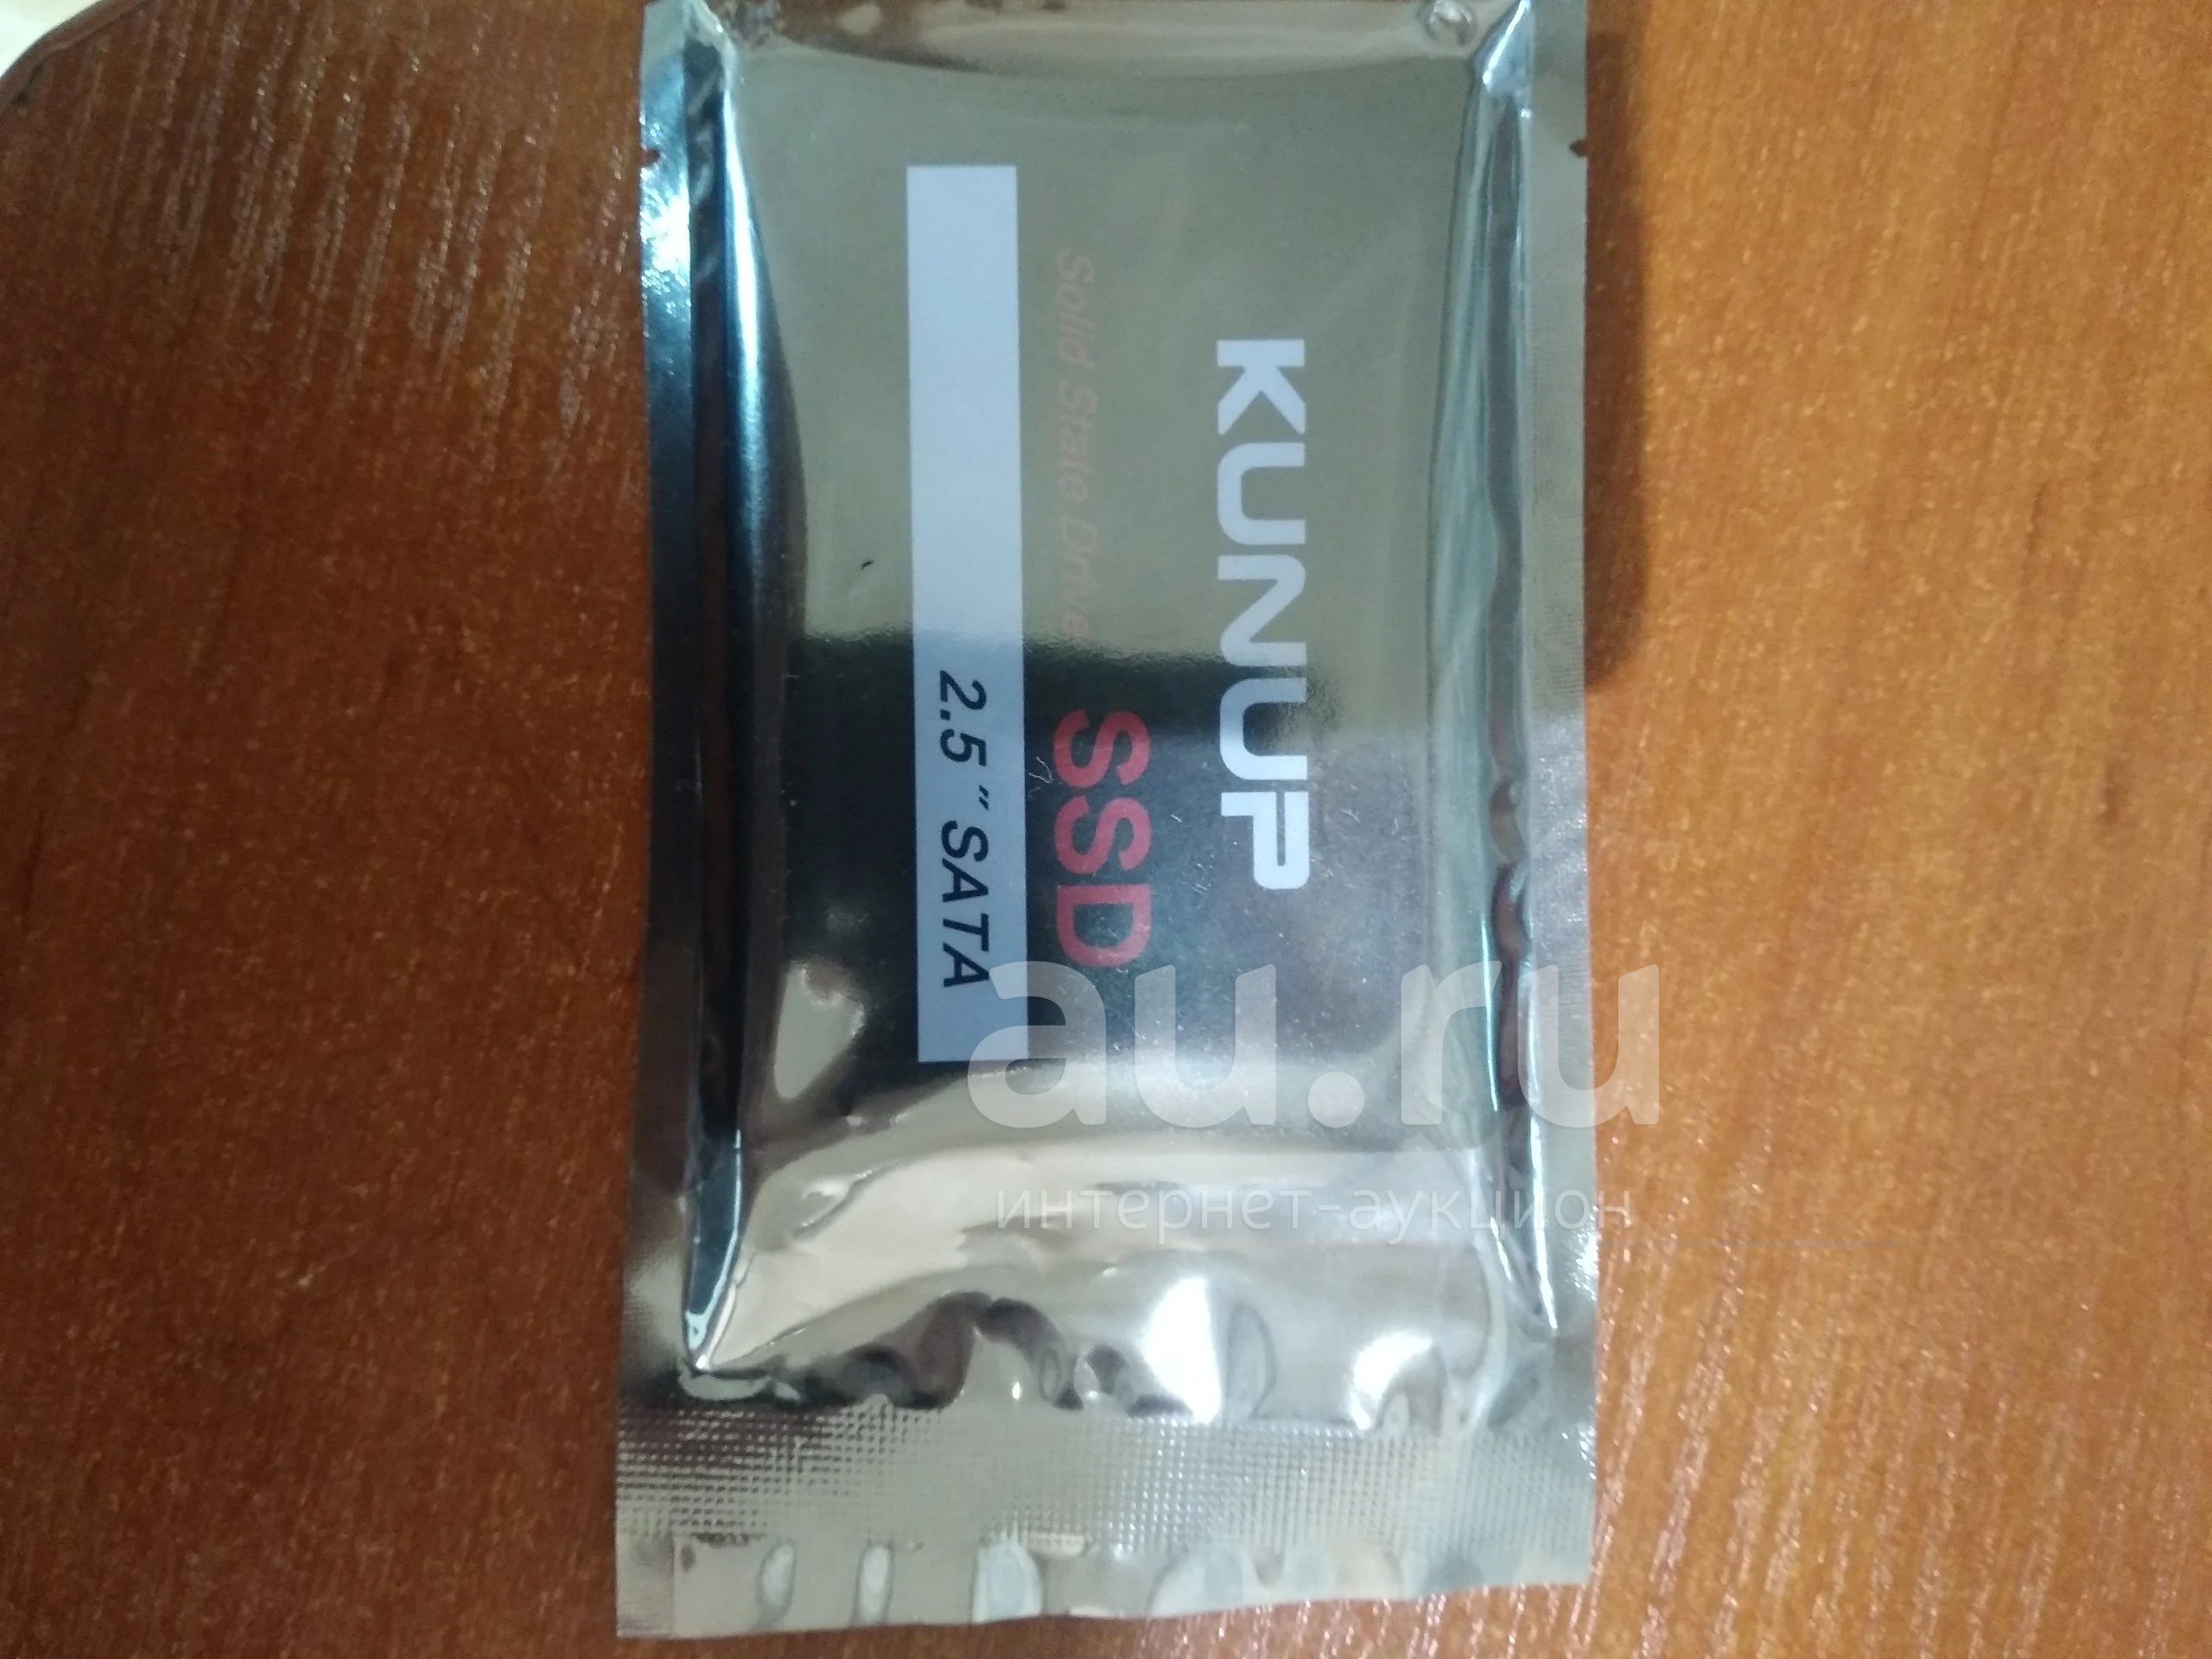 KUNUP
Solid State Drive SSD
2.5" SATA
au.ru
интернет-аукцион